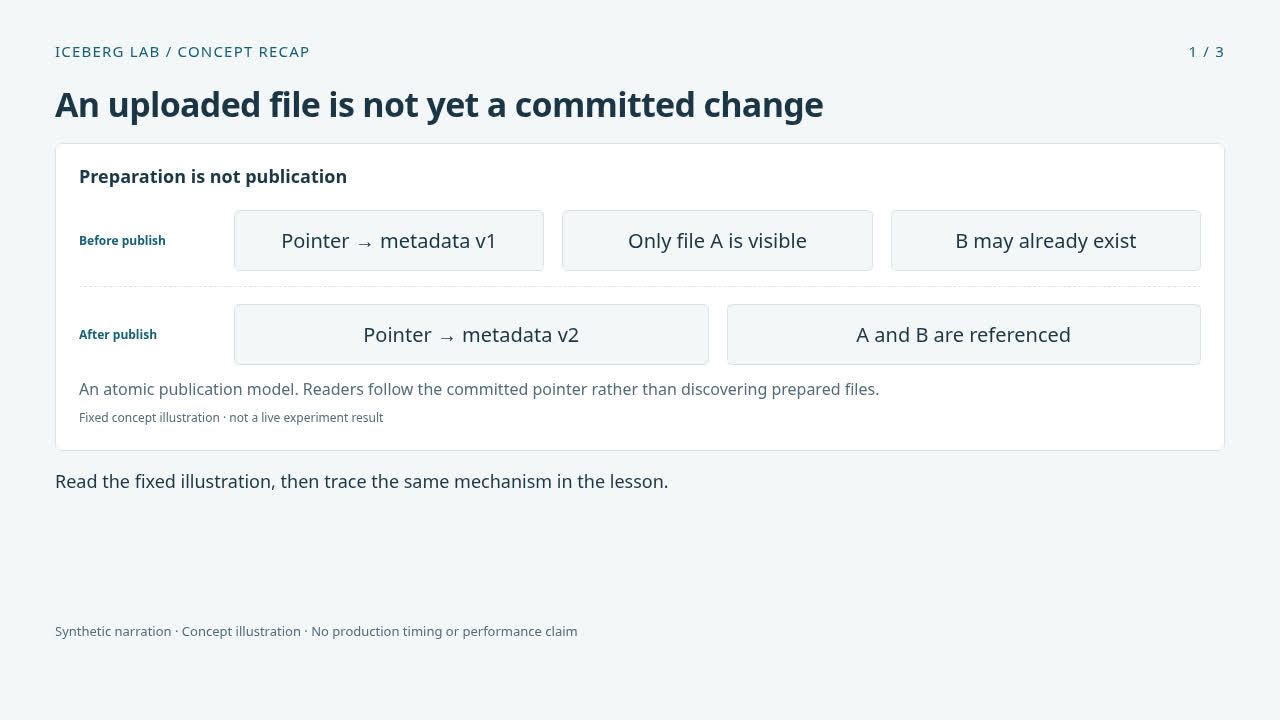 ICEBERG LAB / CONCEPT RECAP
1 / 3
An uploaded file is not yet a committed change
Preparation is not publication
Before publish
Pointer → metadata v1
Only file A is visible
B may already exist
After publish
Pointer → metadata v2
A and B are referenced
An atomic publication model. Readers follow the committed pointer rather than discovering prepared files.
Fixed concept illustration · not a live experiment result
Read the fixed illustration, then trace the same mechanism in the lesson.
Synthetic narration · Concept illustration · No production timing or performance claim